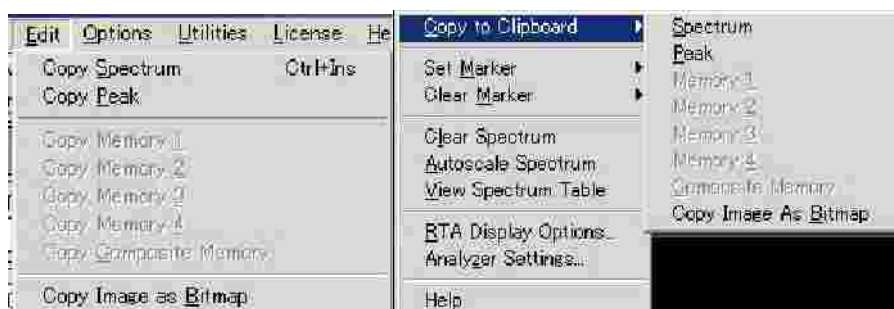 Edit Options Utilities License He
Copy Spectrum Ctrl+Ins
Copy Peak
Copy Memory 1
Copy Memory 2
Copy Memory 3
Copy Memory 4
Copy Composite Memory
Copy Image as Bitmap
Copy to Clipboard
Set Marker
Clear Marker
Clear Spectrum
Autoscale Spectrum
View Spectrum Table
RTA Display Options...
Analyzer Settings...
Help
Spectrum
Peak
Memory 1
Memory 2
Memory 3
Memory 4
Composite Memory
Copy Image As Bitmap